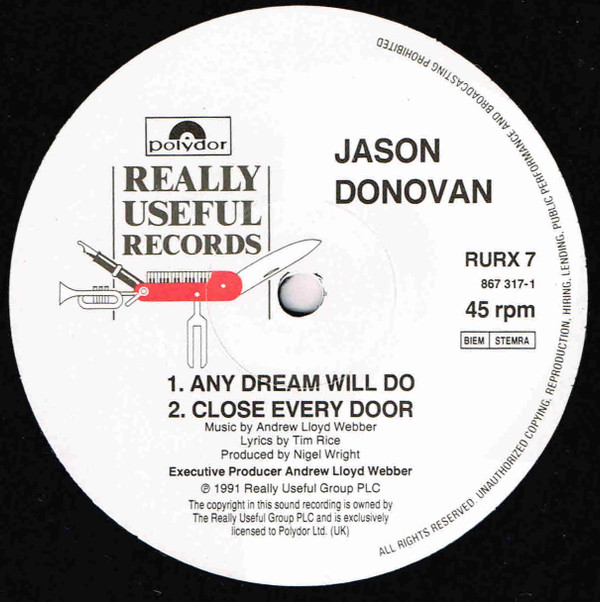 polydor
REALLY
USEFUL
RECORDS
JASON
DONOVAN
RURX 7
867 317-1
45 rpm
BIEM STEMRA
1. ANY DREAM WILL DO
2. CLOSE EVERY DOOR
Music by Andrew Lloyd Webber
Lyrics by Tim Rice
Produced by Nigel Wright
Executive Producer Andrew Lloyd Webber
℗ 1991 Really Useful Group PLC
The copyright in this sound recording is owned by
The Really Useful Group PLC and is exclusively
licensed to Polydor Ltd. (UK)
ALL RIGHTS RESERVED. UNAUTHORIZED COPYING, REPRODUCTION, HIRING, LENDING, PUBLIC PERFORMANCE AND BROADCASTING PROHIBITED